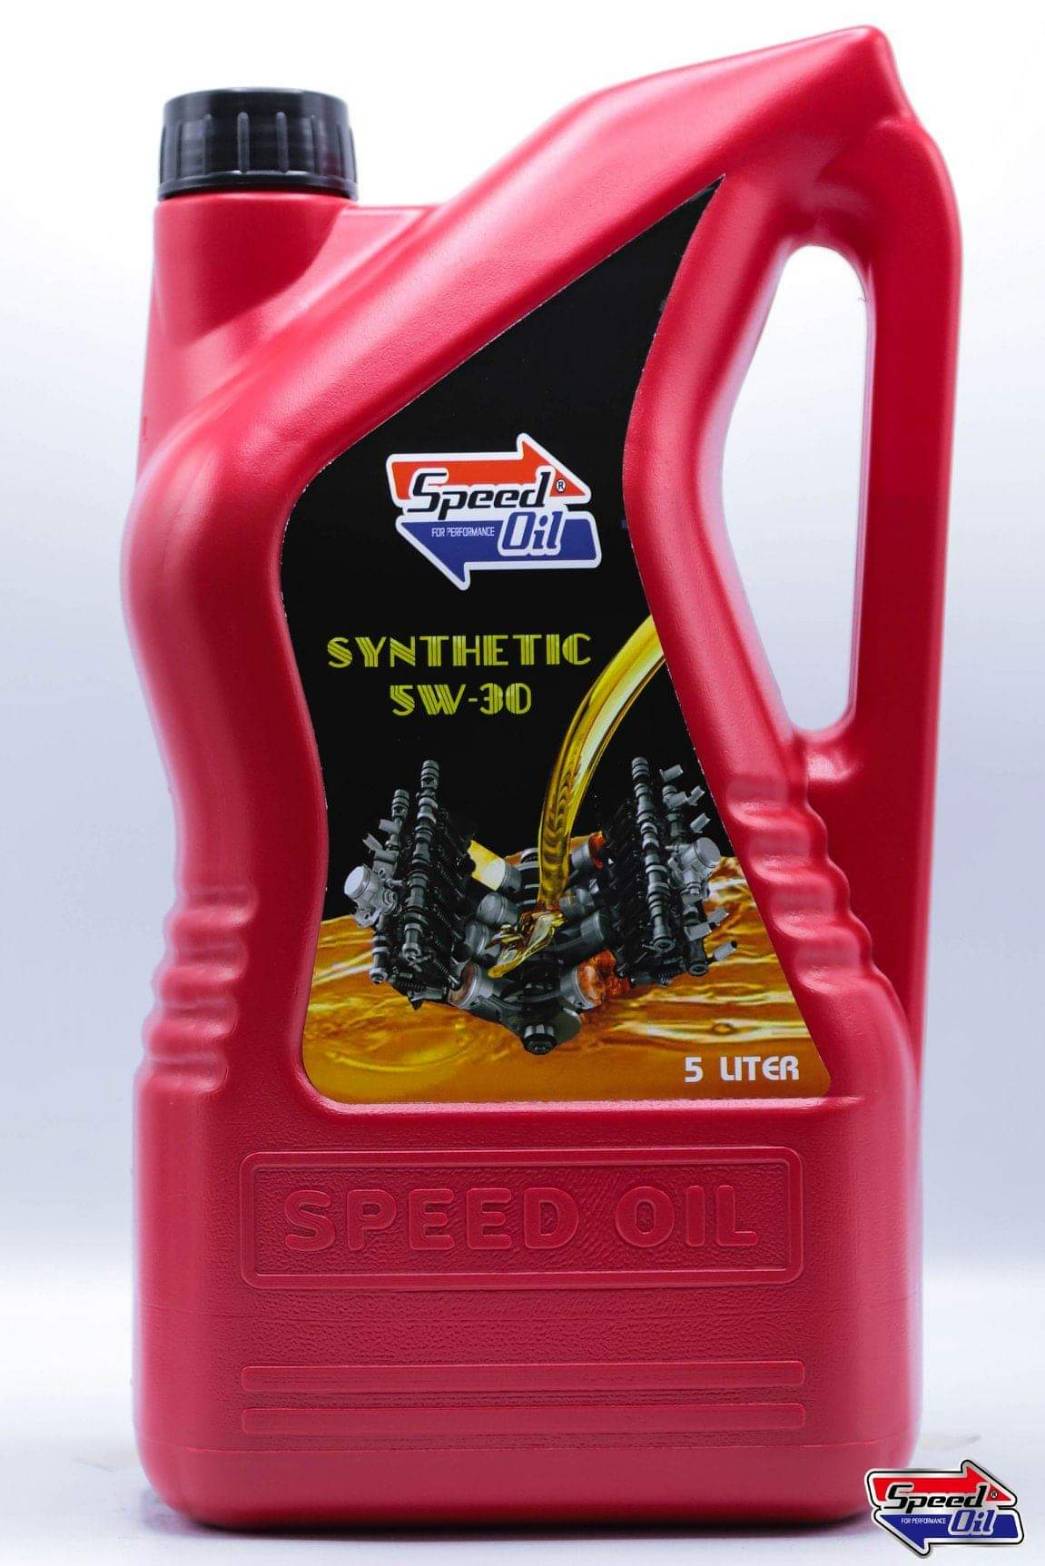 Speed®
FOR PERFORMANCE Oil
SYNTHETIC
5W-30
5 LITER
SPEED OIL
Speed®
FOR PERFORMANCE Oil